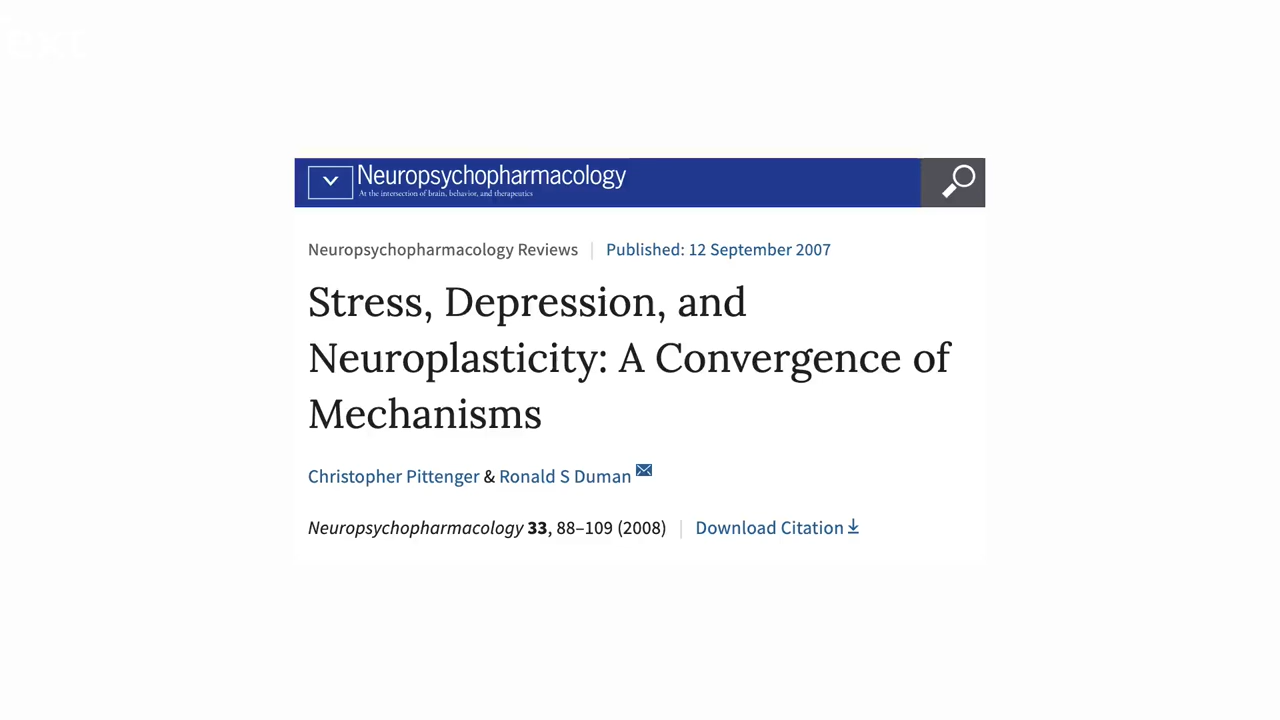 Neuropsychopharmacology
At the intersection of brain, behavior, and therapeutics
Neuropsychopharmacology Reviews | Published: 12 September 2007
Stress, Depression, and
Neuroplasticity: A Convergence of
Mechanisms
Christopher Pittenger & Ronald S Duman
Neuropsychopharmacology 33, 88–109 (2008) | Download Citation